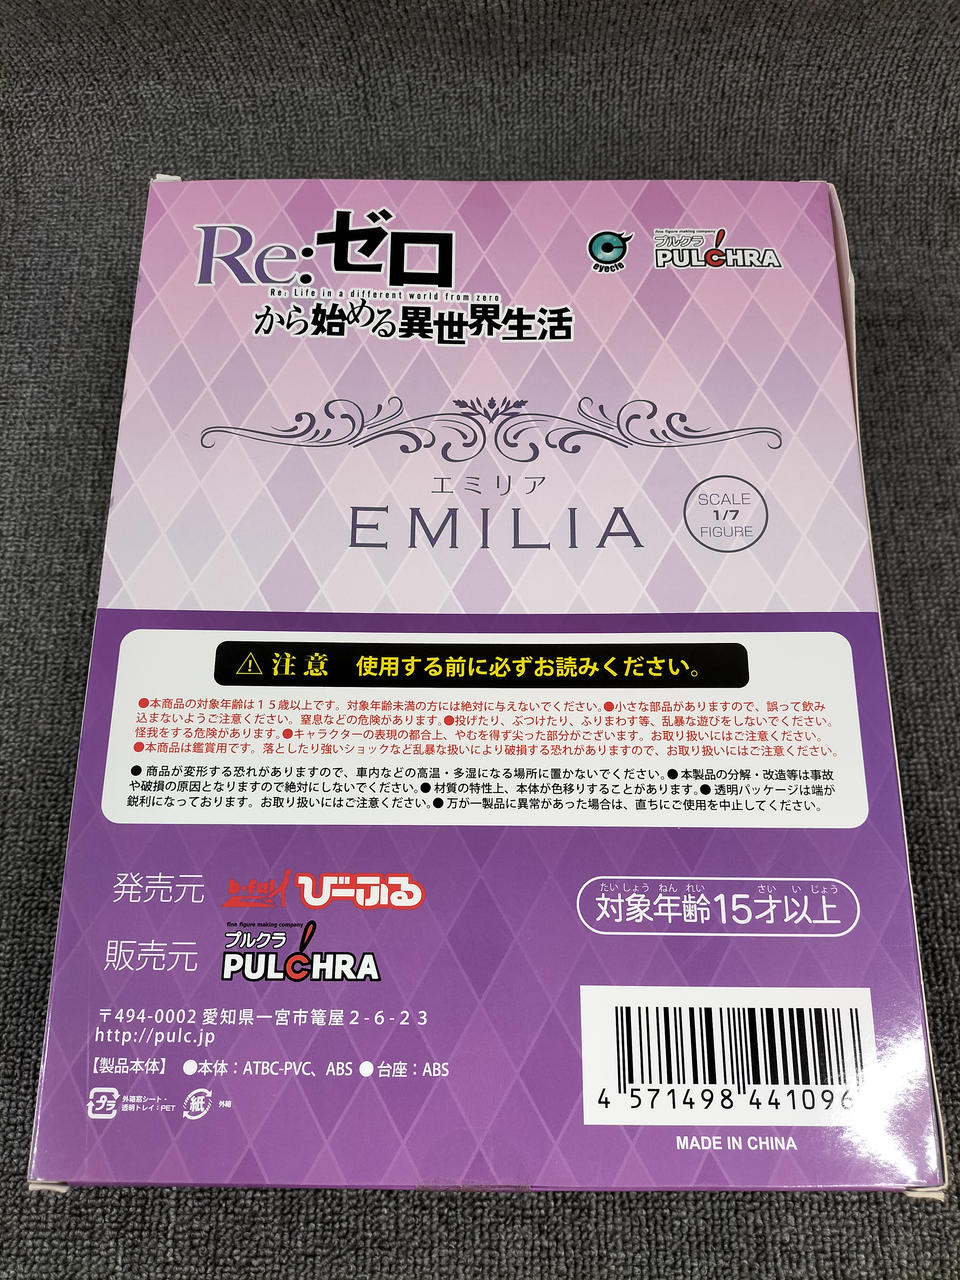 Re:ゼロ
Re: Life in a different world from zero
から始める異世界生活
eyecle
fine figure making company
プルクラ
PULCHRA
エミリア
EMILIA
SCALE
1/7
FIGURE
⚠注意 使用する前に必ずお読みください。
●本商品の対象年齢は15歳以上です。対象年齢未満の方には絶対に与えないでください。●小さな部品がありますので、誤って飲み
込まないようご注意ください。窒息などの危険があります。●投げたり、ぶつけたり、ふりまわす等、乱暴な遊びをしないでください。
怪我をする危険があります。●キャラクターの表現の都合上、やむを得ず尖った部分がございます。お取り扱いにはご注意ください。
●本商品は鑑賞用です。落としたり強いショックなど乱暴な扱いにより破損する恐れがありますので、お取り扱いにはご注意ください。
●商品が変形する恐れがありますので、車内などの高温・多湿になる場所に置かないでください。●本製品の分解・改造等は事故
や破損の原因となりますので絶対にしないでください。●材質の特性上、本体が色移りすることがあります。●透明パッケージは端が
鋭利になっております。お取り扱いにはご注意ください。●万が一製品に異常があった場合は、直ちにご使用を中止してください。
発売元 b-ful びーふる
fine figure making company
プルクラ
販売元 PULCHRA
たいしょう ねん れい さい い じょう
対象年齢15才以上
〒494-0002 愛知県一宮市篭屋2-6-23
http://pulc.jp
【製品本体】 ●本体：ATBC-PVC、ABS ●台座：ABS
プラ 外箱窓シート・
透明トレイ：PET
紙 外箱
4 571498 441096
MADE IN CHINA